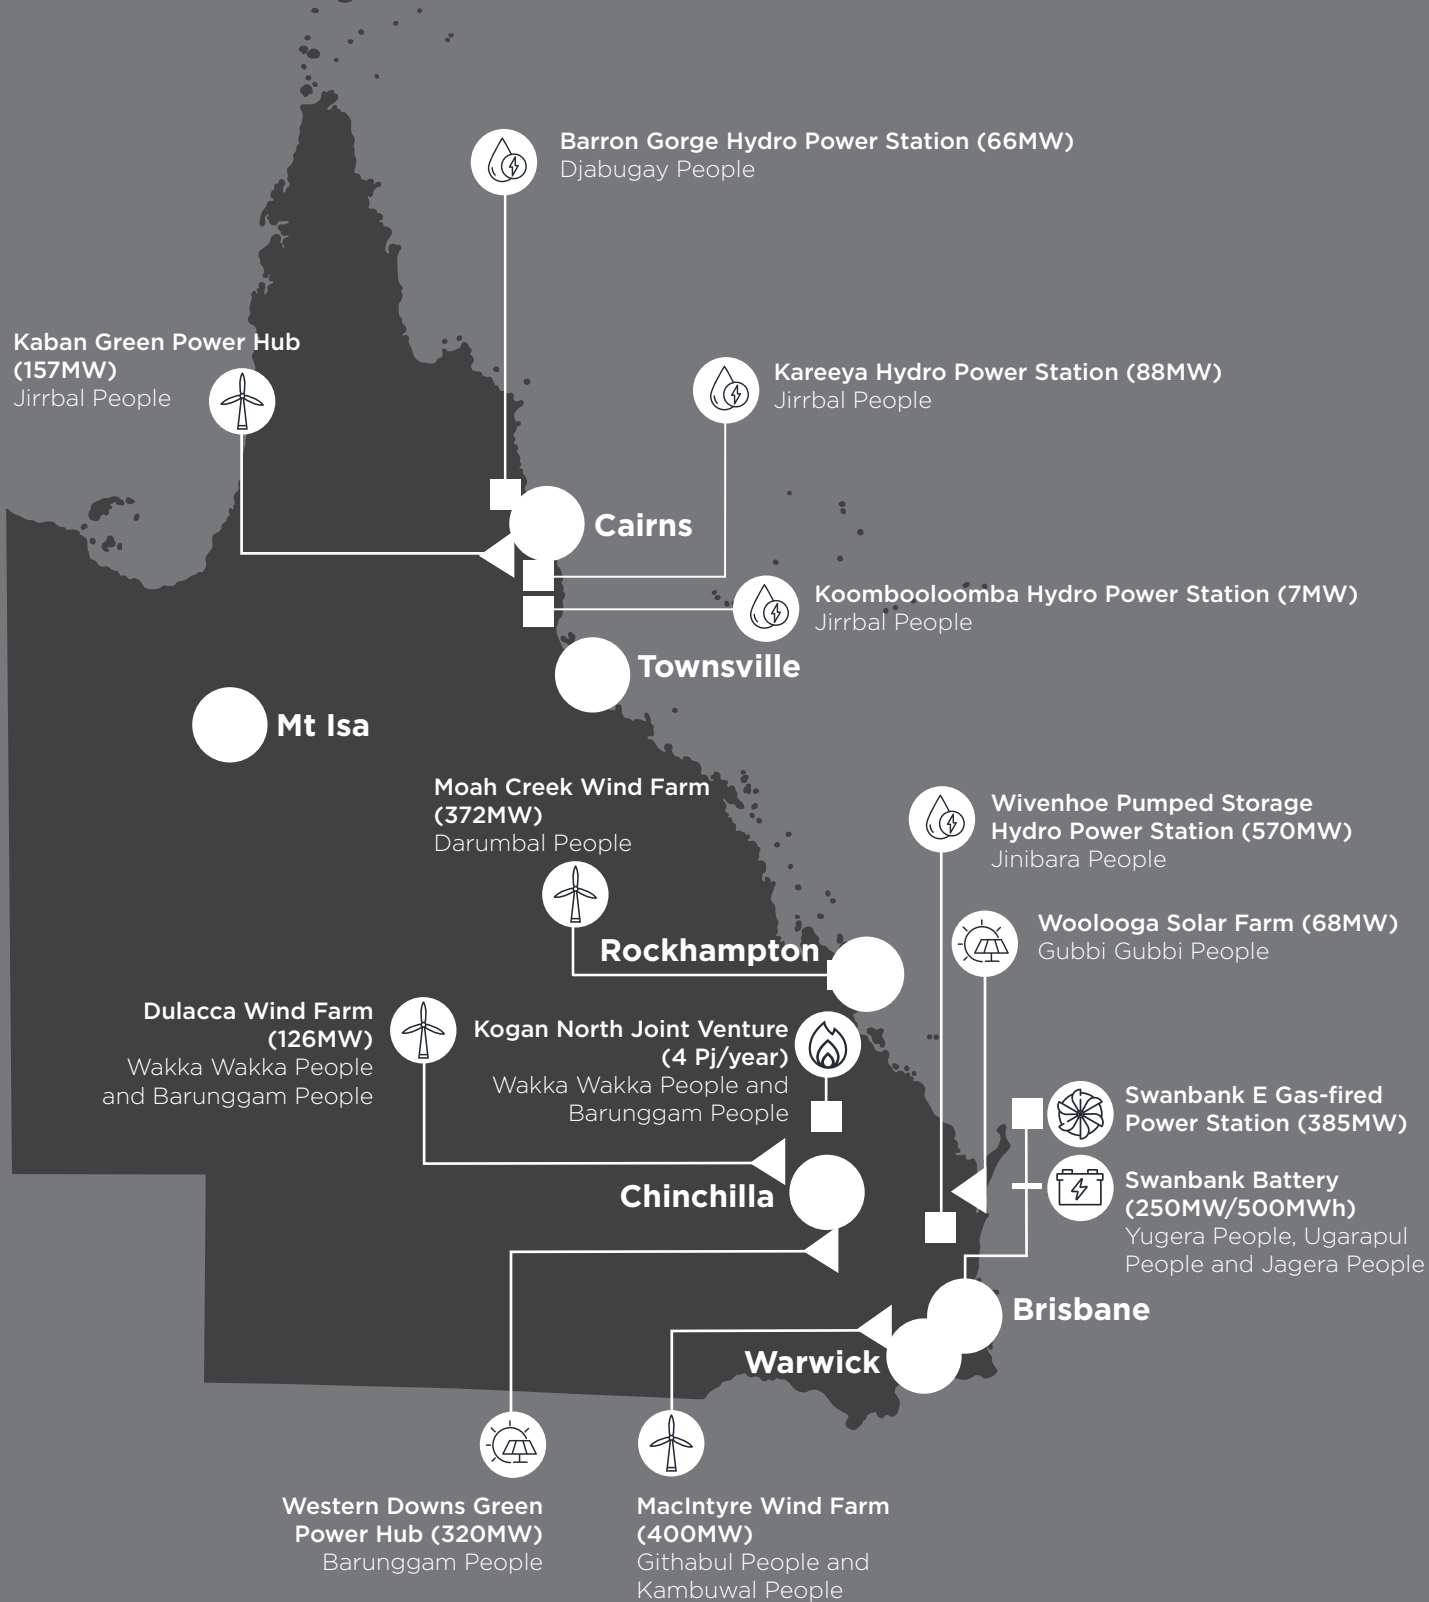 Barron Gorge Hydro Power Station (66MW)
Djabugay People
Kaban Green Power Hub
(157MW)
Jirrbal People
Kareeya Hydro Power Station (88MW)
Jirrbal People
Cairns
Koombooloomba Hydro Power Station (7MW)
Jirrbal People
Townsville
Mt Isa
Moah Creek Wind Farm
(372MW)
Darumbal People
Wivenhoe Pumped Storage
Hydro Power Station (570MW)
Jinibara People
Woolooga Solar Farm (68MW)
Gubbi Gubbi People
Rockhampton
Dulacca Wind Farm
(126MW)
Wakka Wakka People
and Barunggam People
Kogan North Joint Venture
(4 Pj/year)
Wakka Wakka People and
Barunggam People
Swanbank E Gas-fired
Power Station (385MW)
Swanbank Battery
(250MW/500MWh)
Yugera People, Ugarapul
People and Jagera People
Chinchilla
Brisbane
Warwick
Western Downs Green
Power Hub (320MW)
Barunggam People
MacIntyre Wind Farm
(400MW)
Githabul People and
Kambuwal People